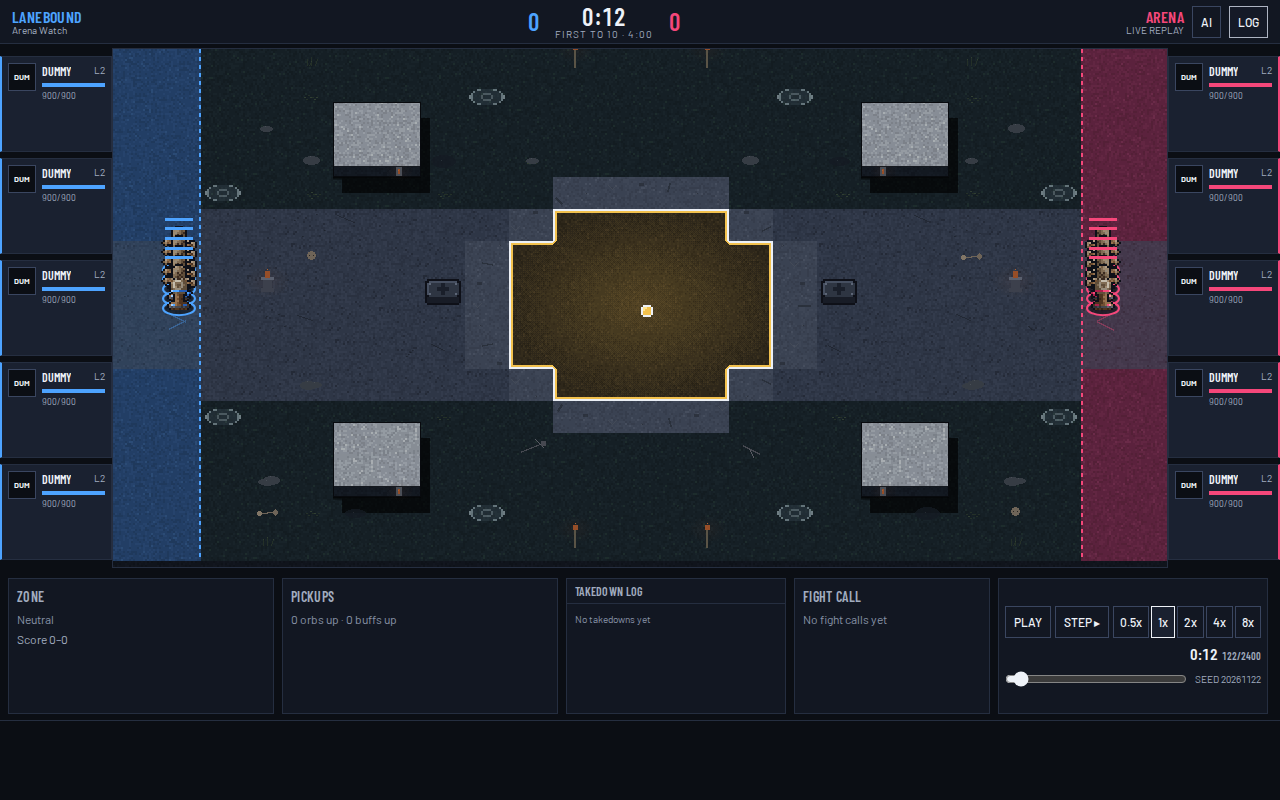 LANEBOUND
Arena Watch
0
0:12
0
FIRST TO 10 · 4:00
ARENA
LIVE REPLAY
AI
LOG
DUM
DUMMY
L2
900/900
DUM
DUMMY
L2
900/900
DUM
DUMMY
L2
900/900
DUM
DUMMY
L2
900/900
DUM
DUMMY
L2
900/900
DUM
DUMMY
L2
900/900
DUM
DUMMY
L2
900/900
DUM
DUMMY
L2
900/900
DUM
DUMMY
L2
900/900
DUM
DUMMY
L2
900/900
ZONE
Neutral
Score 0–0
PICKUPS
0 orbs up · 0 buffs up
TAKEDOWN LOG
No takedowns yet
FIGHT CALL
No fight calls yet
PLAY
STEP ▸
0.5x
1x
2x
4x
8x
0:12 122/2400
SEED 20261122